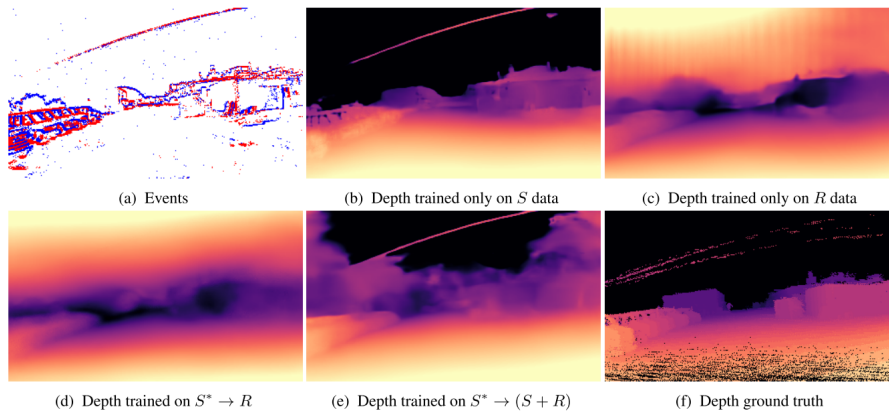 (a) Events
(b) Depth trained only on S data
(c) Depth trained only on R data
(d) Depth trained on S* → R
(e) Depth trained on S* → (S + R)
(f) Depth ground truth